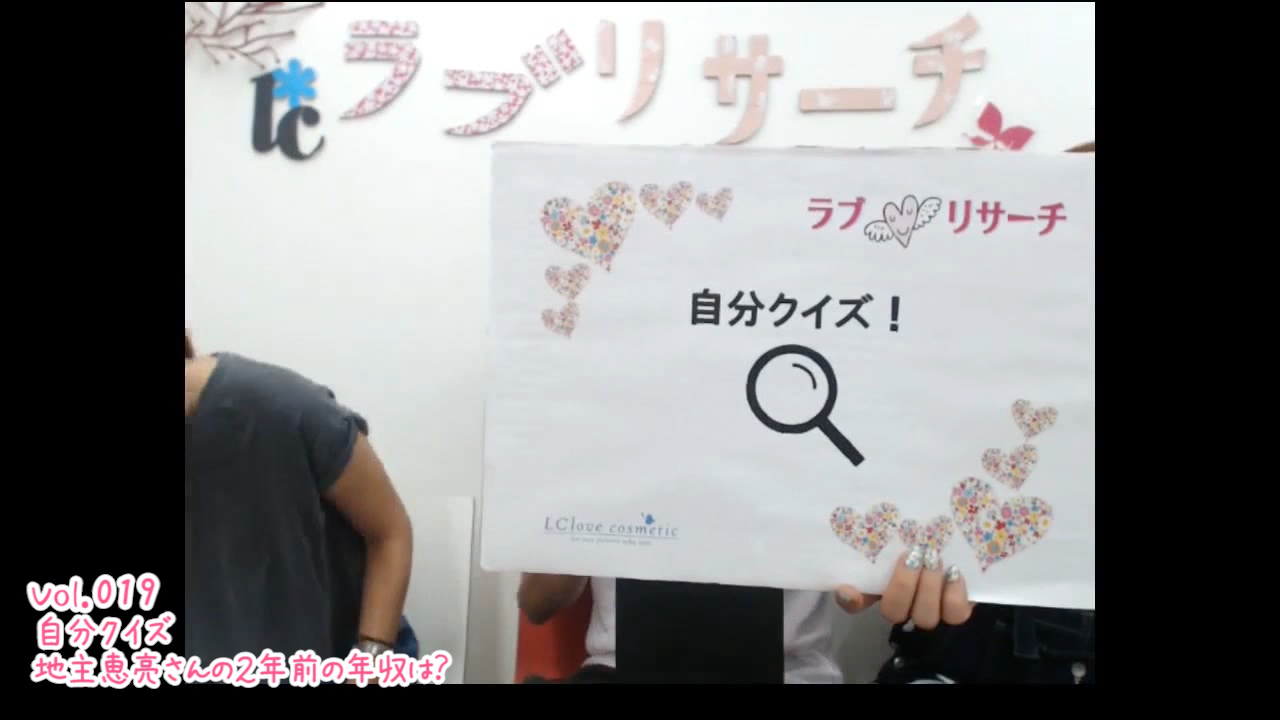 ラブリサーチ
lc
ラブ リサーチ
自分クイズ!
LClove cosmetic
vol.019
自分クイズ
地主恵亮さんの2年前の年収は?